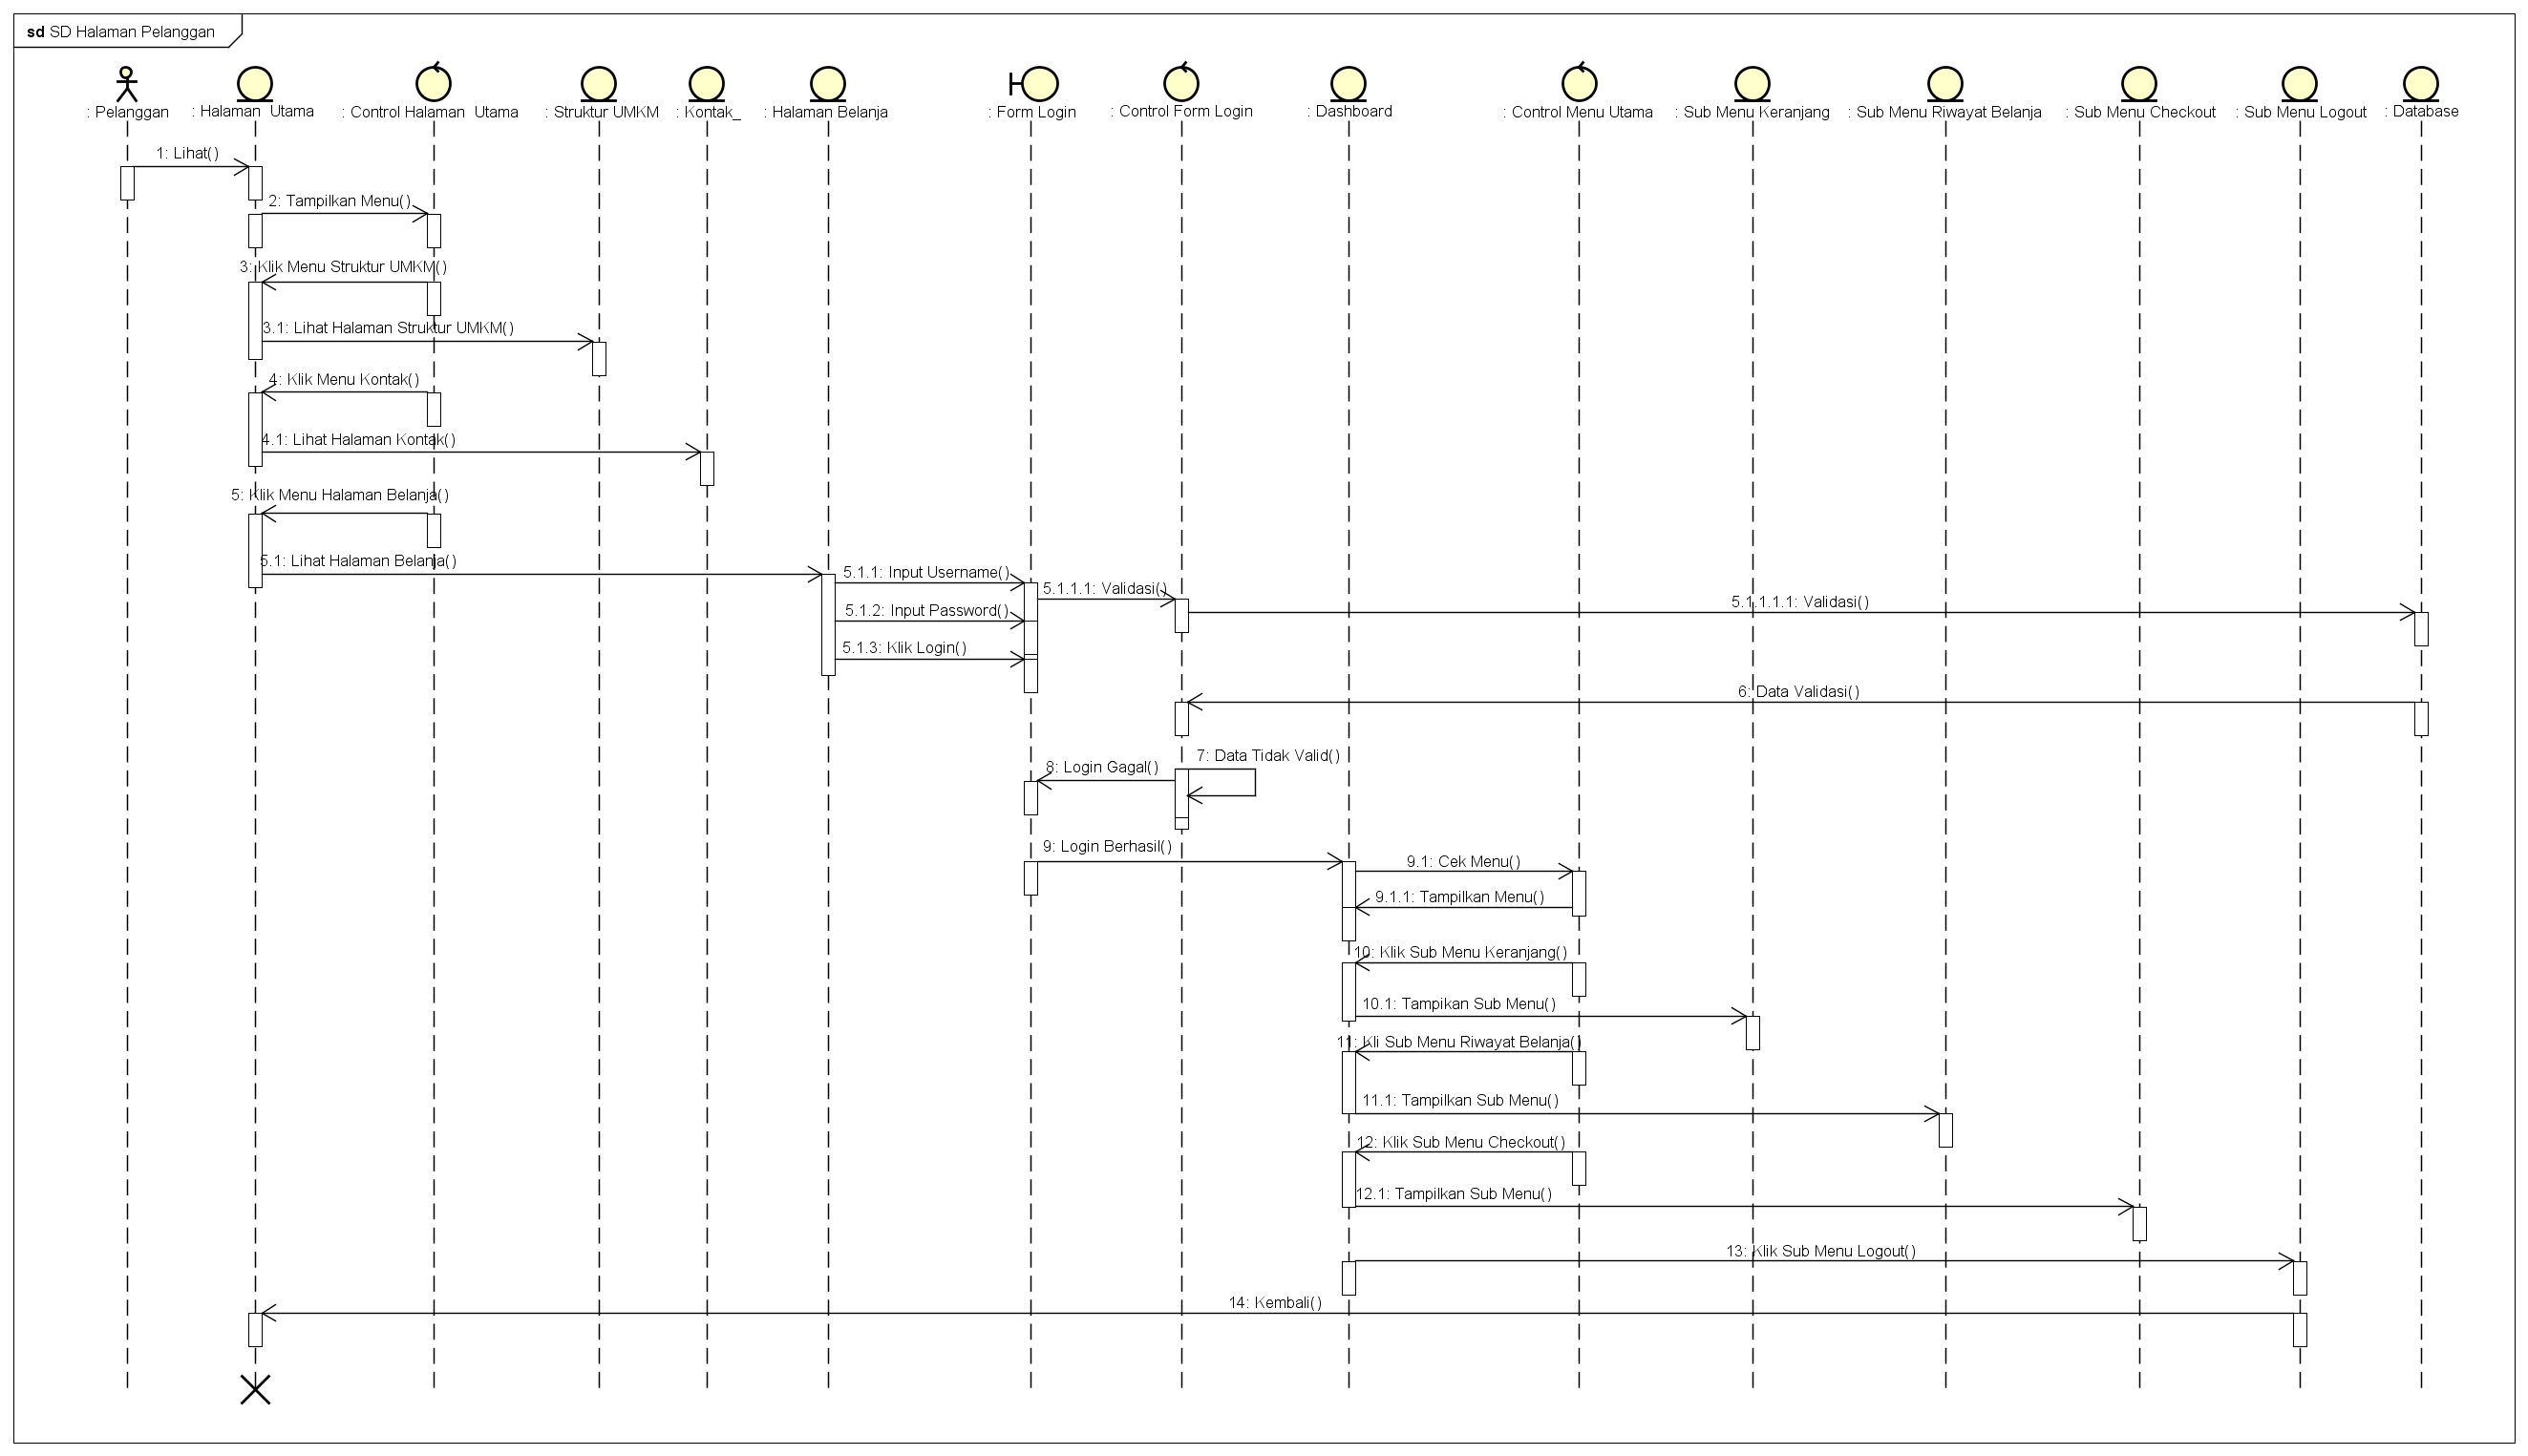 sd SD Halaman Pelanggan
: Pelanggan
: Halaman  Utama
: Control Halaman  Utama
: Struktur UMKM
: Kontak_
: Halaman Belanja
: Form Login
: Control Form Login
: Dashboard
: Control Menu Utama
: Sub Menu Keranjang
: Sub Menu Riwayat Belanja
: Sub Menu Checkout
: Sub Menu Logout
: Database
1: Lihat()
2: Tampilkan Menu()
3: Klik Menu Struktur UMKM()
3.1: Lihat Halaman Struktur UMKM()
4: Klik Menu Kontak()
4.1: Lihat Halaman Kontak()
5: Klik Menu Halaman Belanja()
5.1: Lihat Halaman Belanja()
5.1.1: Input Username()
5.1.1.1: Validasi()
5.1.1.1.1: Validasi()
5.1.2: Input Password()
5.1.3: Klik Login()
6: Data Validasi()
7: Data Tidak Valid()
8: Login Gagal()
9: Login Berhasil()
9.1: Cek Menu()
9.1.1: Tampilkan Menu()
10: Klik Sub Menu Keranjang()
10.1: Tampikan Sub Menu()
11: Kli Sub Menu Riwayat Belanja()
11.1: Tampilkan Sub Menu()
12: Klik Sub Menu Checkout()
12.1: Tampilkan Sub Menu()
13: Klik Sub Menu Logout()
14: Kembali()